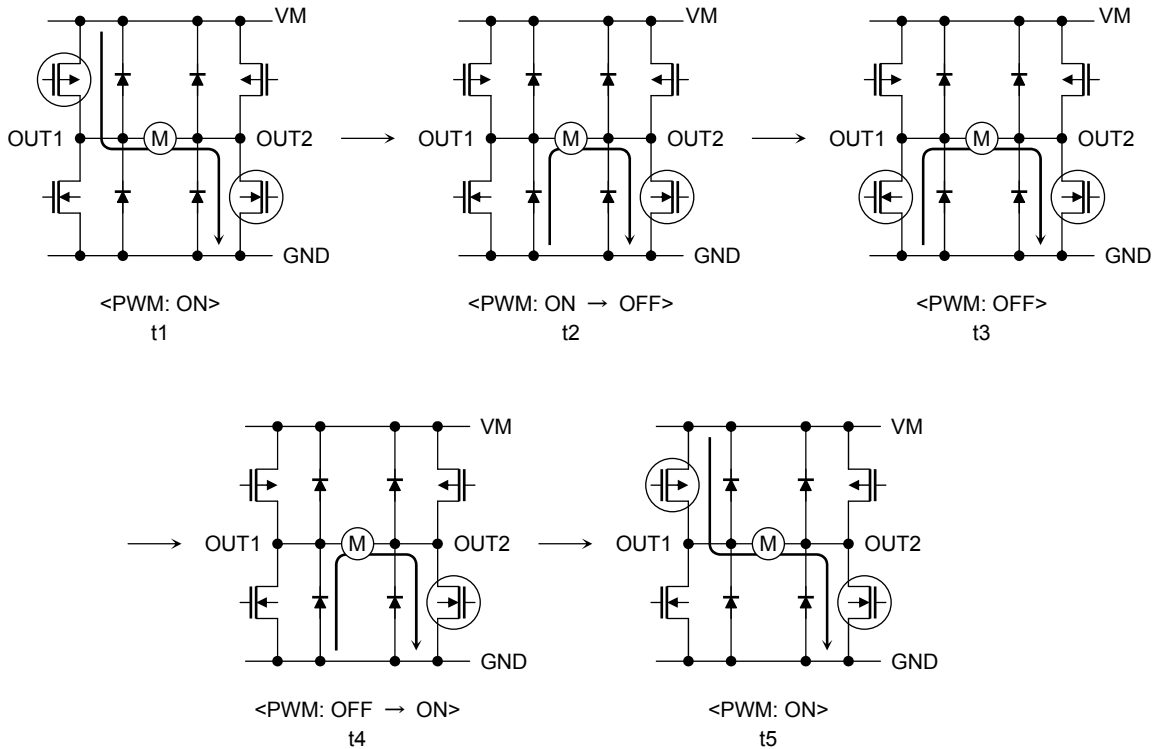 VM
VM
VM
OUT1 M OUT2
OUT1 M OUT2
OUT1 M OUT2
GND
GND
GND
<PWM: ON>
t1
<PWM: ON → OFF>
t2
<PWM: OFF>
t3
VM
VM
OUT1 M OUT2
OUT1 M OUT2
GND
GND
<PWM: OFF → ON>
t4
<PWM: ON>
t5